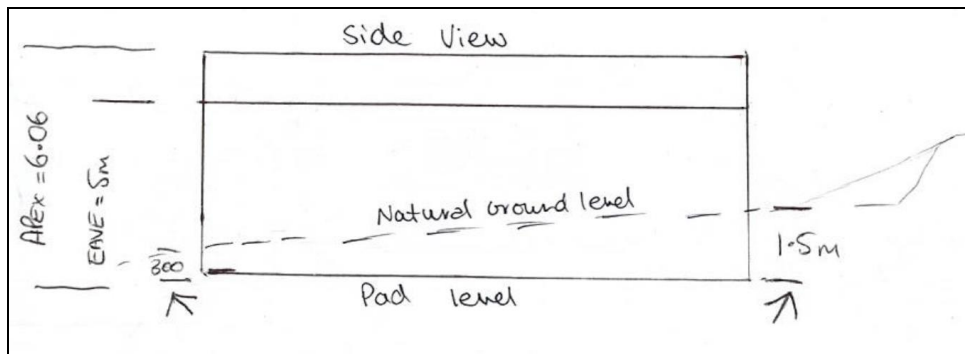 Side View
APEX = 6.06
EAVE = 5m
Natural Ground level
300
1.5m
Pad level